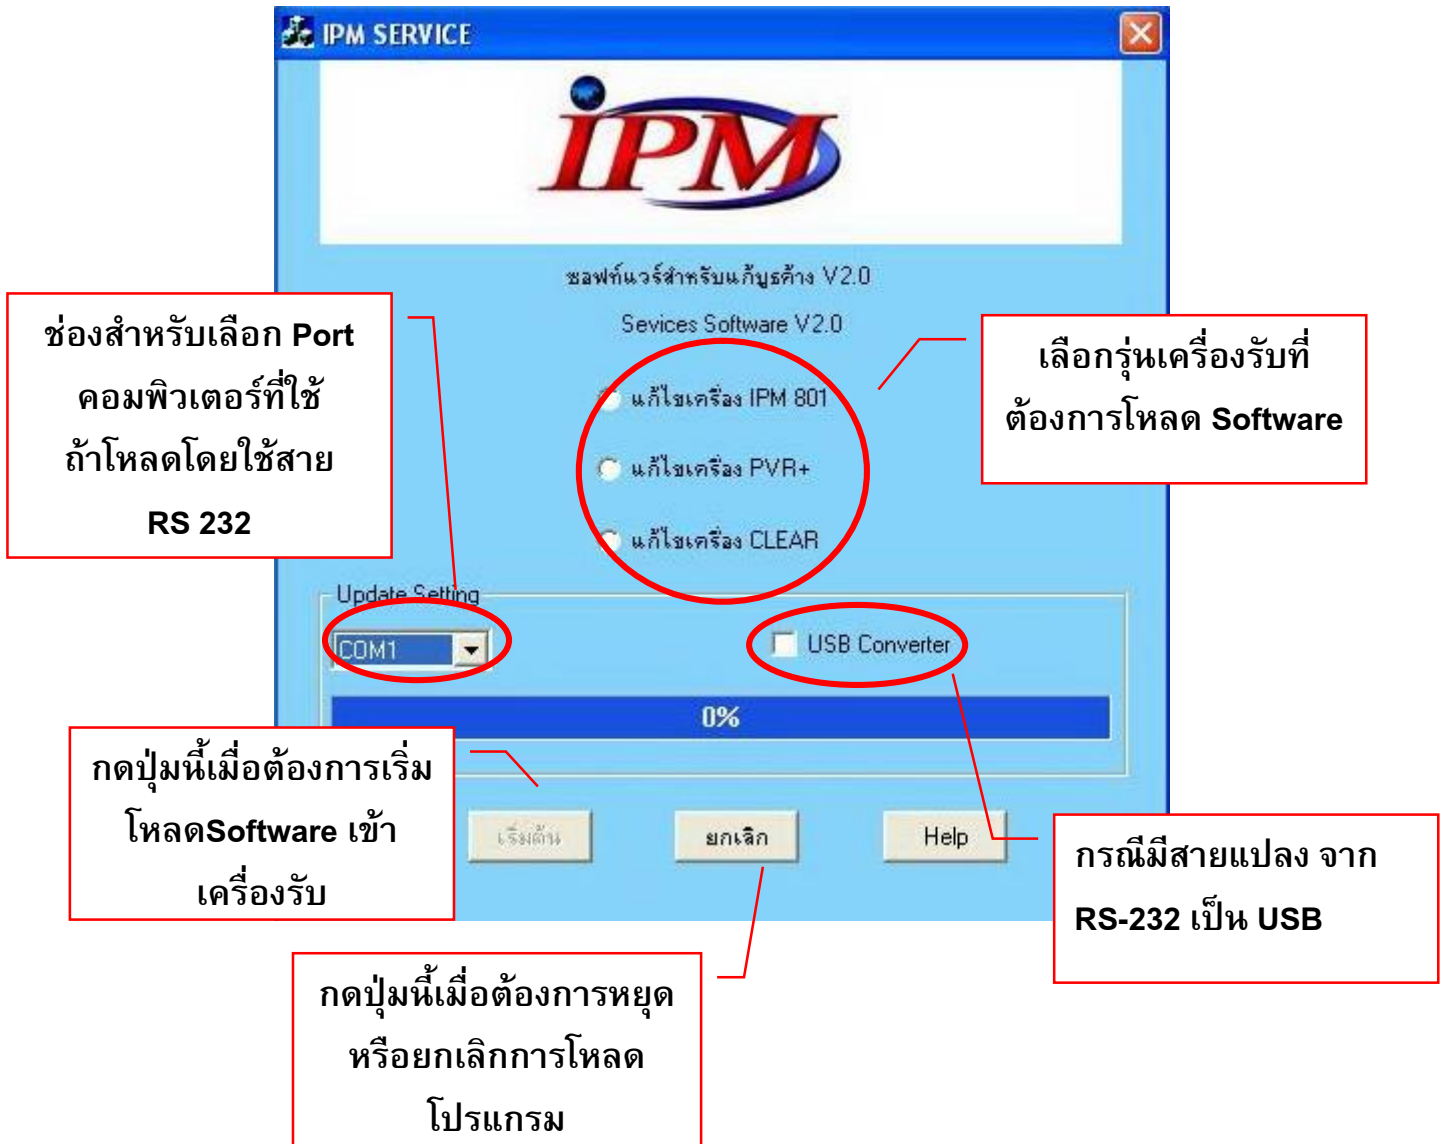 IPM SERVICE
iPM
ซอฟท์แวร์สำหรับแก้บูธค้าง V2.0
Sevices Software V2.0
ช่องสำหรับเลือก Port
คอมพิวเตอร์ที่ใช้
ถ้าโหลดโดยใช้สาย
RS 232
เลือกรุ่นเครื่องรับที่
ต้องการโหลด Software
แก้ไขเครื่อง IPM 801
แก้ไขเครื่อง PVR+
แก้ไขเครื่อง CLEAR
Update Setting
COM1
USB Converter
0%
กดปุ่มนี้เมื่อต้องการเริ่ม
โหลดSoftware เข้า
เครื่องรับ
เริ่มต้น
ยกเลิก
Help
กรณีมีสายแปลง จาก
RS-232 เป็น USB
กดปุ่มนี้เมื่อต้องการหยุด
หรือยกเลิกการโหลด
โปรแกรม